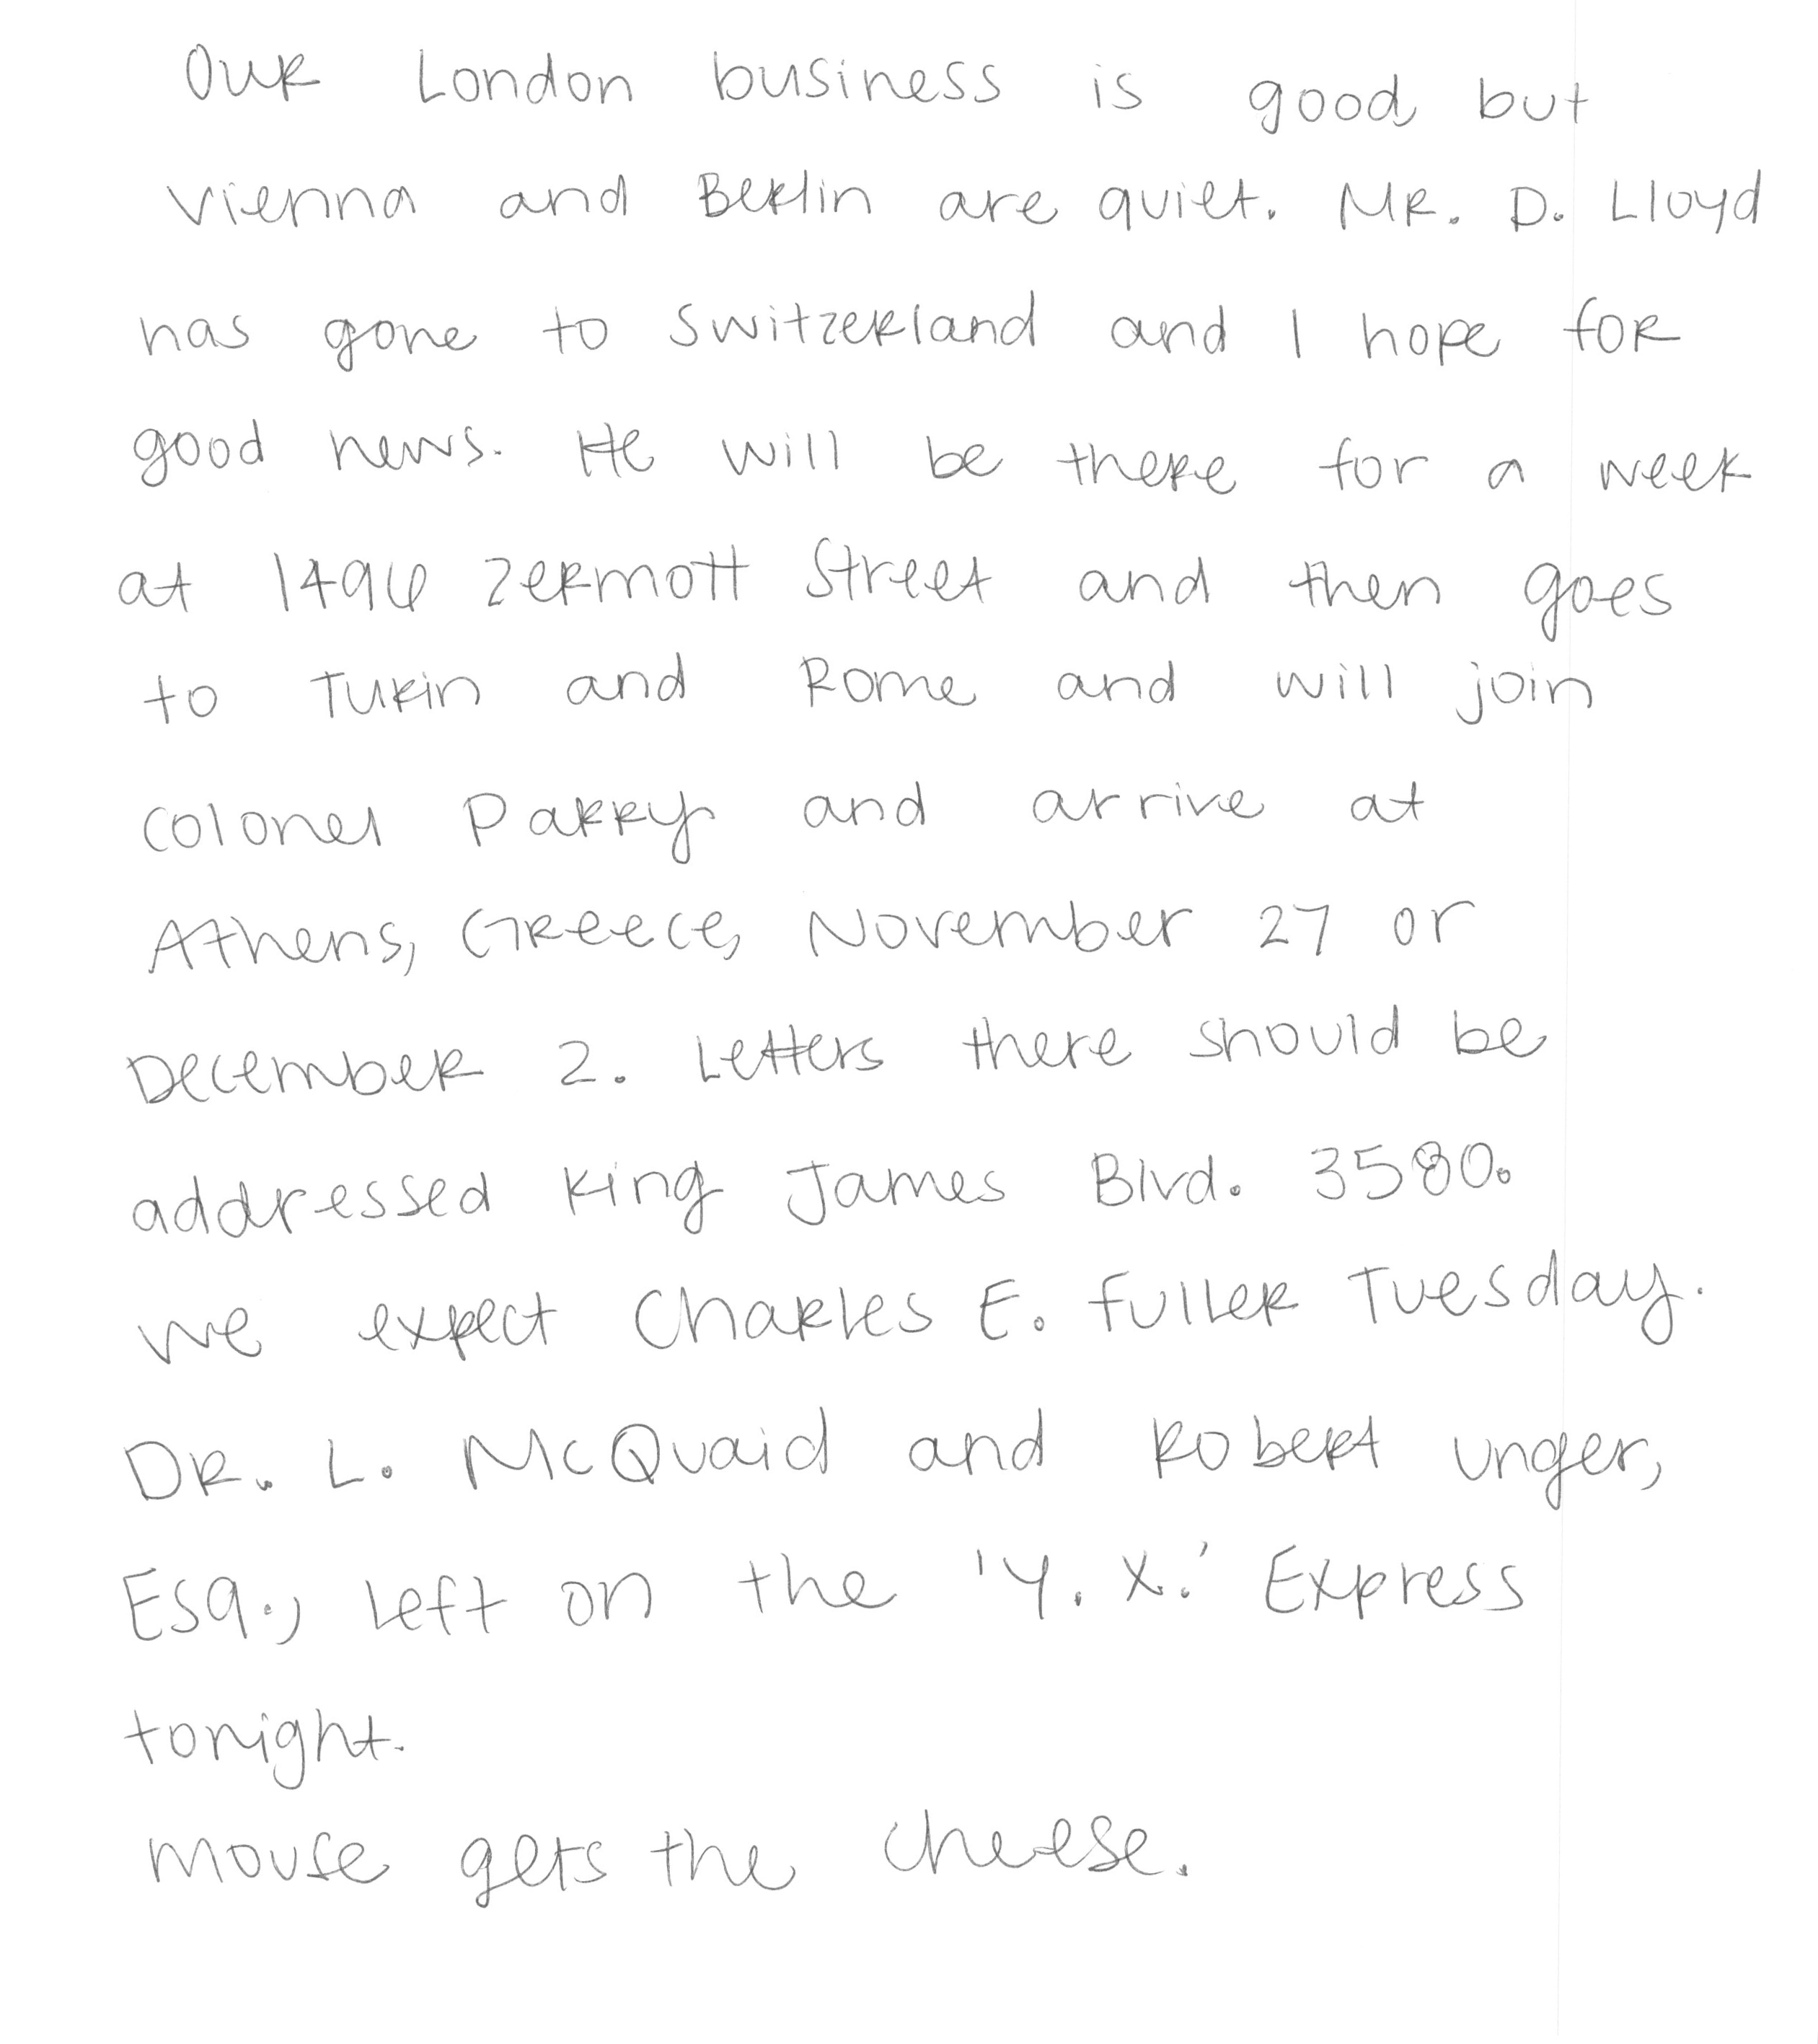 Our London business is good, but
Vienna and Berlin are quiet. Mr. D. Lloyd
has gone to Switzerland and I hope for
good news. He will be there for a week
at 1496 Zermott Street and then goes
to Turin and Rome and will join
Colonel Parry and arrive at
Athens, Greece, November 27 or
December 2. Letters there should be
addressed King James Blvd. 3580.
We expect Charles E. Fuller Tuesday.
Dr. L. McQuaid and Robert Unger,
Esq., left on the 'Y. X.' Express
tonight.
Mouse gets the cheese.